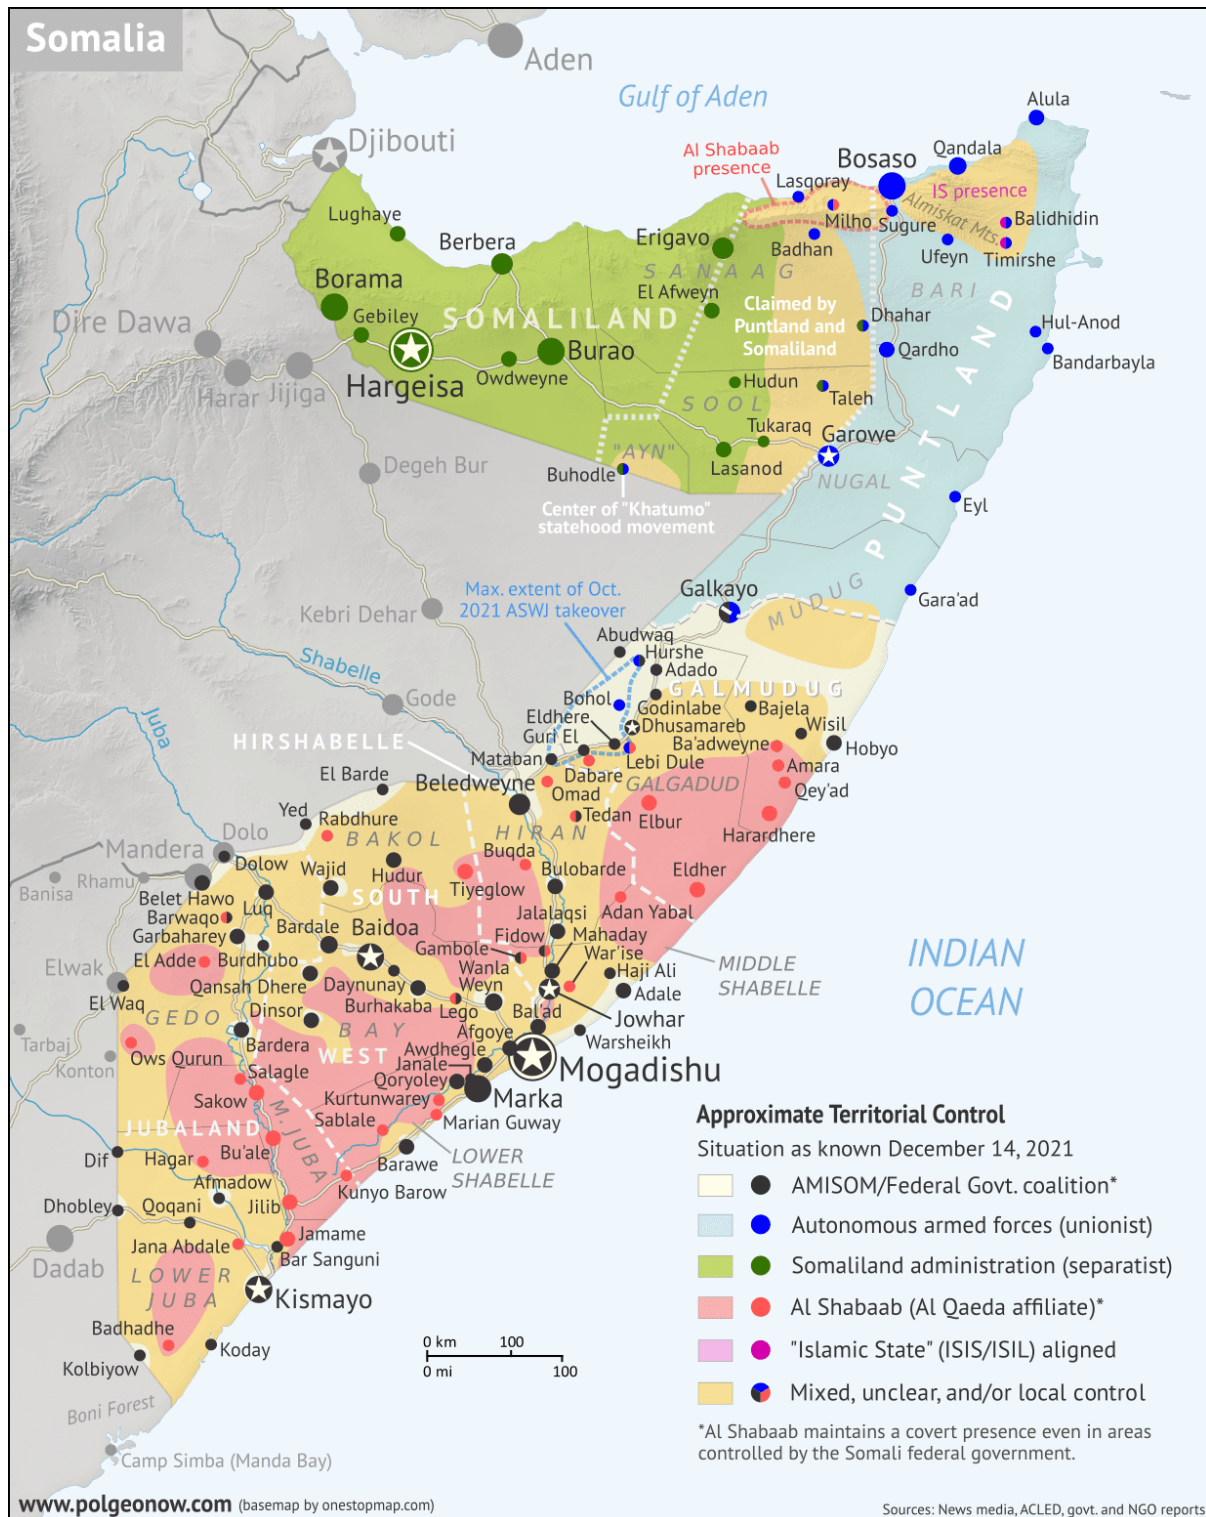 Somalia
Aden
Gulf of Aden
Alula
Djibouti
Al Shabaab
presence
Bosaso
Qandala
Lasqoray
IS presence
Lughaye
Almiskat Mts.
Balidhidin
Milho
Sugure
Berbera
Erigavo
Badhan
Ufeyn
Timirshe
SANAAG
Borama
El Afweyn
BARI
Gebiley
SOMALILAND
Claimed by
Puntland and
Somaliland
Dhahar
Hul-Anod
Dire Dawa
Burao
Qardho
Bandarbayla
Harar
Jijiga
Hargeisa
Owdweyne
Hudun
Taleh
SOOL
PUNTLAND
Tukaraq
Garowe
"AYN"
Degeh Bur
Buhodle
Lasanod
NUGAL
Center of "Khatumo"
statehood movement
Eyl
Max. extent of Oct.
2021 ASWJ takeover
Galkayo
MUDUG
Gara'ad
Kebri Dehar
Abudwaq
Hurshe
Adado
Shabelle
GALMUDUG
Gode
Bohol
Godinlabe
Bajela
Juba
Eldhere
Dhusamareb
Wisil
HIRSHABELLE
Guri El
Ba'adweyne
Hobyo
Mataban
Lebi Dule
Amara
El Barde
Dabare
GALGADUD
Beledweyne
Omad
Qey'ad
Yed
Rabdhure
Tedan
Elbur
Harardhere
Dolo
BAKOL
HIRAN
Mandera
Buqda
Dolow
Wajid
Bulobarde
Eldher
Banisa
Rhamu
Hudur
Tiyeglow
Belet Hawo
SOUTH
Luq
Barwaqo
Jalalaqsi
Adan Yabal
Bardale
Baidoa
Garbaharey
Fidow
Mahaday
Gambole
War'ise
INDIAN
OCEAN
El Adde
Burdhubo
MIDDLE
SHABELLE
Elwak
Wanla
Weyn
Haji Ali
Qansah Dhere
Daynunay
El Waq
Burhakaba
Adale
Lego
Bal'ad
GEDO
Dinsor
Jowhar
BAY
Afgoye
Warsheikh
Tarbaj
Bardera
WEST
Awdhegle
Ows Qurun
Janale
Mogadishu
Konton
Salagle
Qoryoley
Sakow
Kurtunwarey
Marka
Sablale
Marian Guway
JUBALAND
M. JUBA
Bu'ale
Dif
Hagar
Barawe
LOWER
SHABELLE
Afmadow
Kunyo Barow
Dhobley
Qoqani
Jilib
Jamame
Jana Abdale
Bar Sanguni
Dadab
LOWER
JUBA
Kismayo
Badhadhe
Koday
Kolbiyow
Boni Forest
Camp Simba (Manda Bay)
0 km 100
0 mi 100
Approximate Territorial Control
Situation as known December 14, 2021
AMISOM/Federal Govt. coalition*
Autonomous armed forces (unionist)
Somaliland administration (separatist)
Al Shabaab (Al Qaeda affiliate)*
"Islamic State" (ISIS/ISIL) aligned
Mixed, unclear, and/or local control
*Al Shabaab maintains a covert presence even in areas
controlled by the Somali federal government.
www.polgeonow.com (basemap by onestopmap.com)
Sources: News media, ACLED, govt. and NGO reports